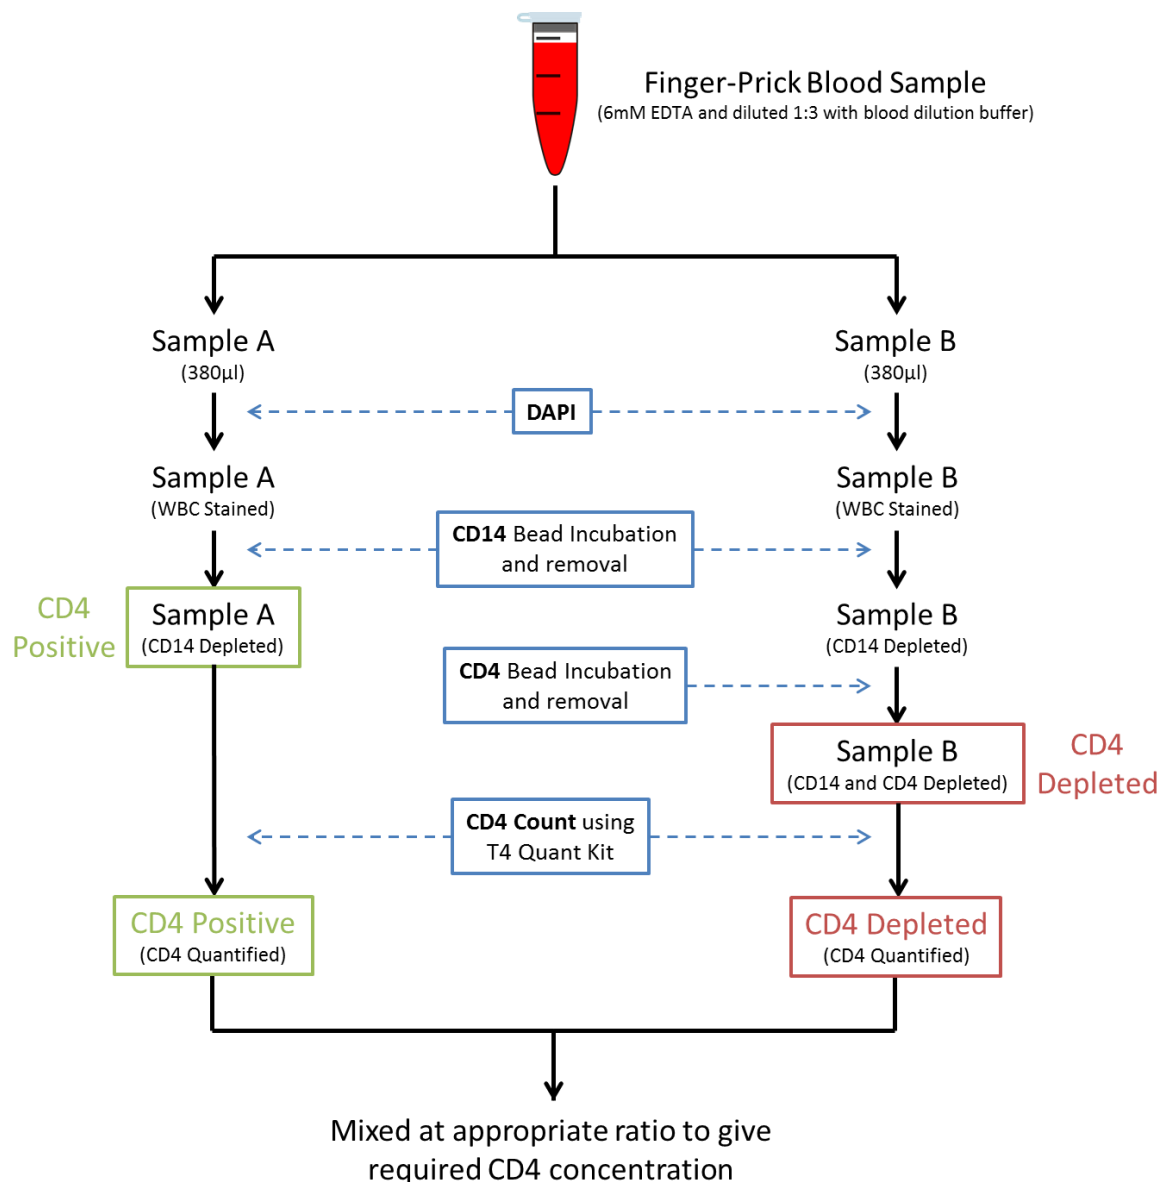 Finger-Prick Blood Sample
(6mM EDTA and diluted 1:3 with blood dilution buffer)
Sample A
(380µl)
Sample B
(380µl)
DAPI
Sample A
(WBC Stained)
Sample B
(WBC Stained)
CD14 Bead Incubation
and removal
CD4
Positive
Sample A
(CD14 Depleted)
Sample B
(CD14 Depleted)
CD4 Bead Incubation
and removal
Sample B
(CD14 and CD4 Depleted)
CD4
Depleted
CD4 Count using
T4 Quant Kit
CD4 Positive
(CD4 Quantified)
CD4 Depleted
(CD4 Quantified)
Mixed at appropriate ratio to give
required CD4 concentration